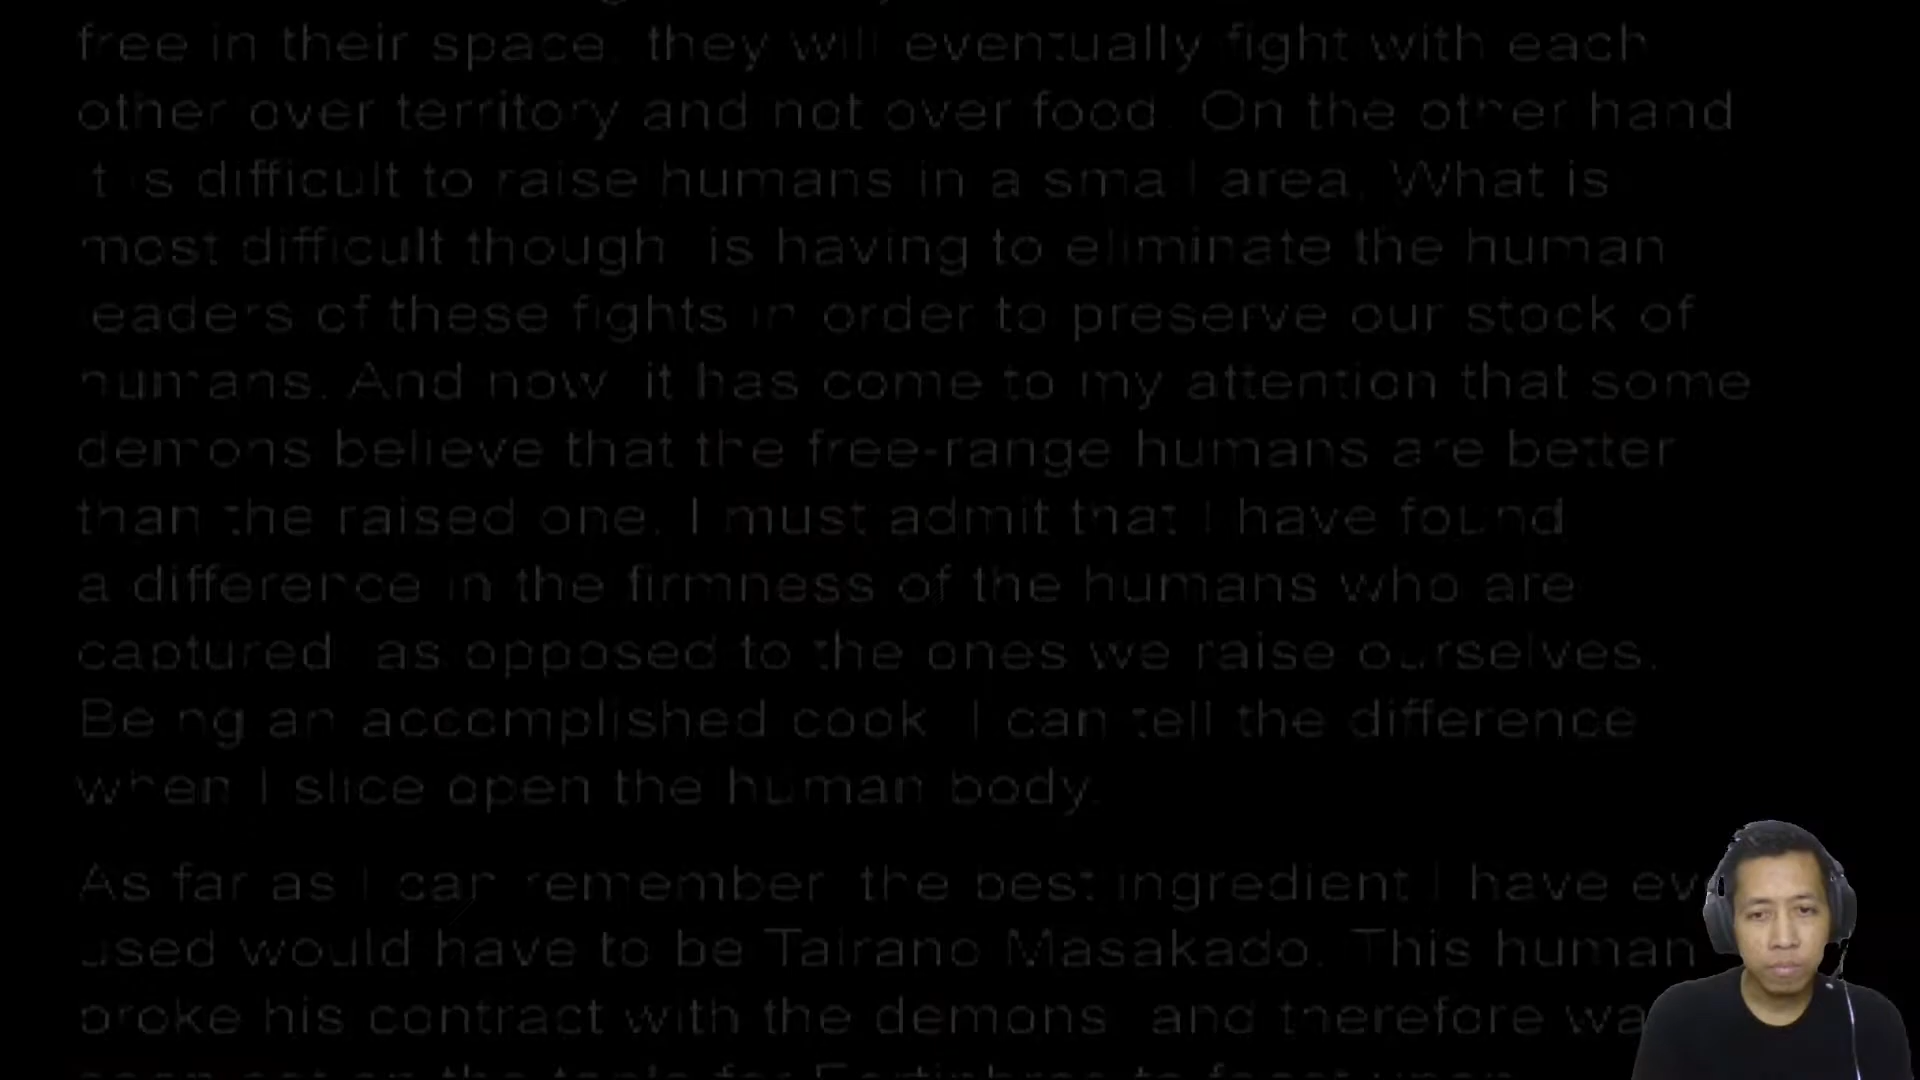 free in their space, they will eventually fight with each
other over territory and not over food. On the other hand
it is difficult to raise humans in a small area, What is
most difficult though, is having to eliminate the human
leaders of these fights in order to preserve our stock of
humans. And now, it has come to my attention that some
demons believe that the free-range humans are better
than the raised one. I must admit that I have found
a difference in the firmness of the humans who are
captured, as opposed to the ones we raise ourselves.
Being an accomplished cook, I can tell the difference
when I slice open the human body.
As far as I can remember, the best ingredient I have
used would have to be Tairano Masakado. This human
broke his contract with the demons, and therefore